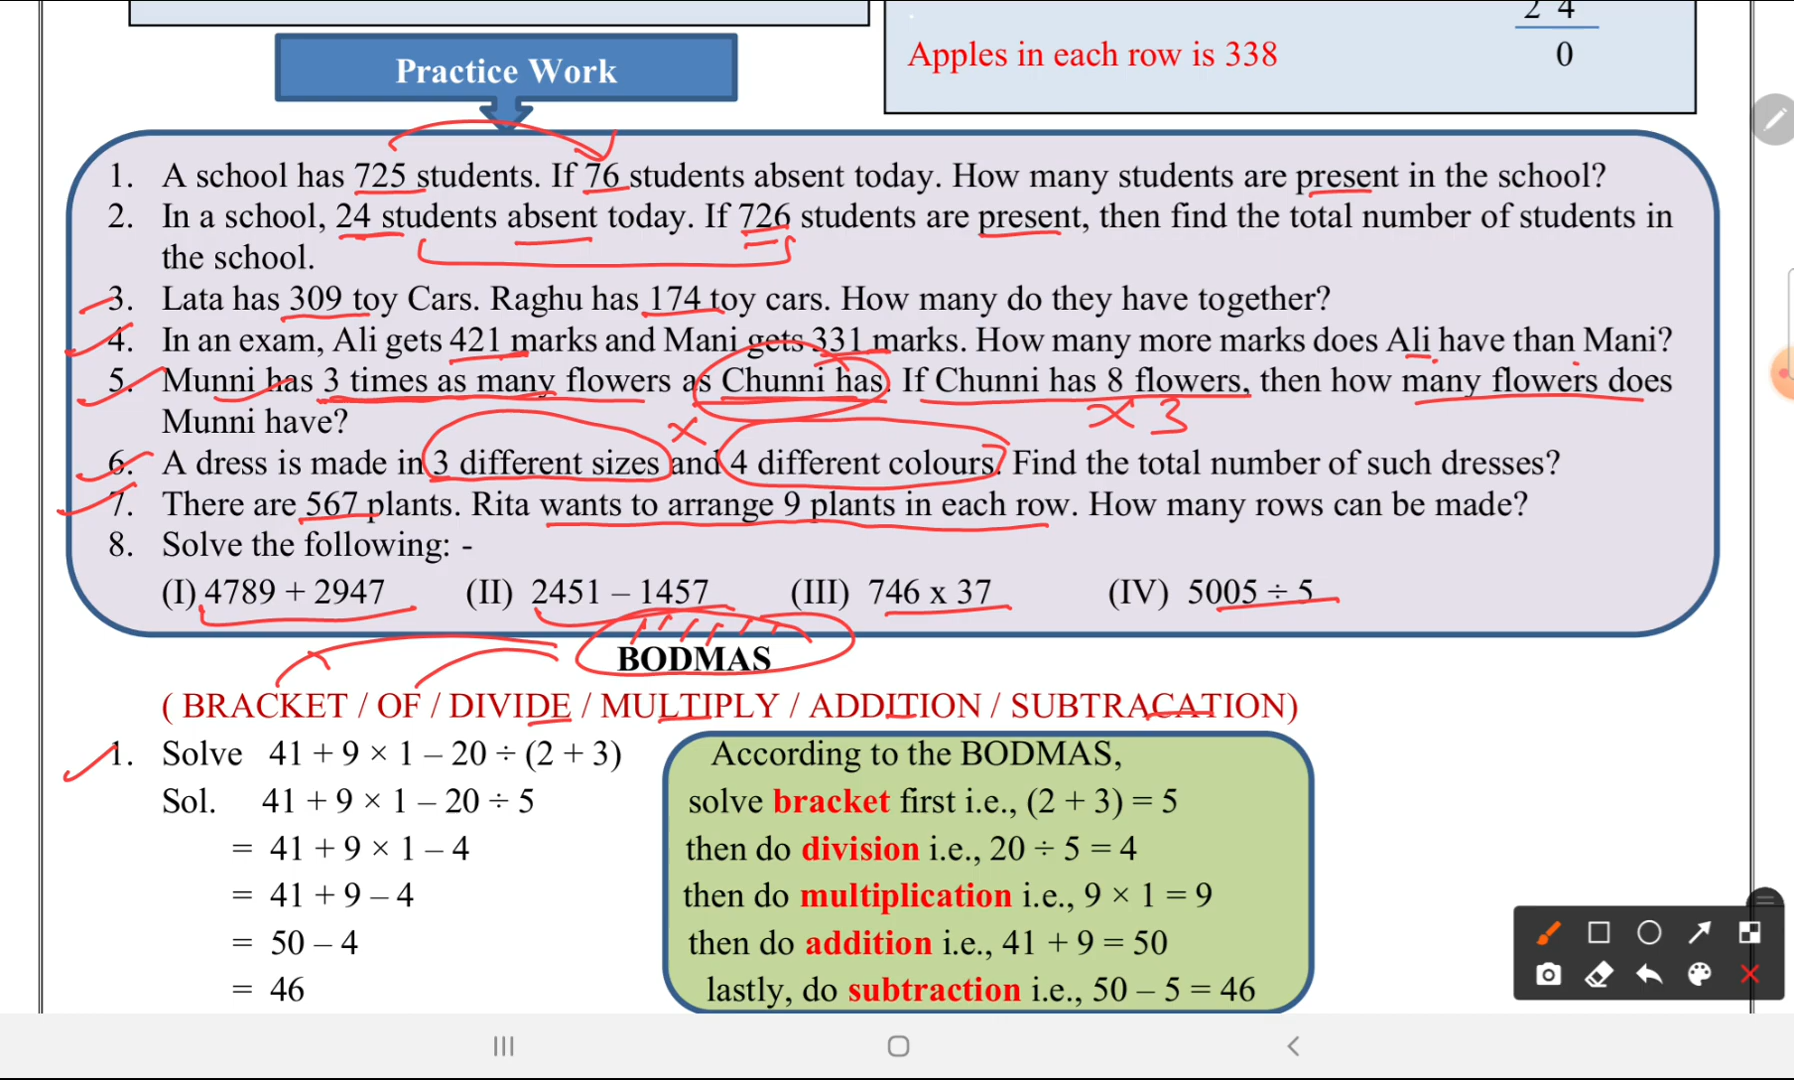 2 4
Apples in each row is 338
0
Practice Work
1. A school has 725 students. If 76 students absent today. How many students are present in the school?
2. In a school, 24 students absent today. If 726 students are present, then find the total number of students in
the school.
3. Lata has 309 toy Cars. Raghu has 174 toy cars. How many do they have together?
4. In an exam, Ali gets 421 marks and Mani gets 331 marks. How many more marks does Ali have than Mani?
5. Munni has 3 times as many flowers as Chunni has. If Chunni has 8 flowers, then how many flowers does
× 3
Munni have?
×
6. A dress is made in 3 different sizes and 4 different colours. Find the total number of such dresses?
7. There are 567 plants. Rita wants to arrange 9 plants in each row. How many rows can be made?
8. Solve the following: -
(I) 4789 + 2947 (II) 2451 – 1457 (III) 746 x 37 (IV) 5005 ÷ 5
BODMAS
( BRACKET / OF / DIVIDE / MULTIPLY / ADDITION / SUBTRACATION)
1. Solve 41 + 9 × 1 – 20 ÷ (2 + 3)
Sol. 41 + 9 × 1 – 20 ÷ 5
= 41 + 9 × 1 – 4
= 41 + 9 – 4
= 50 – 4
= 46
According to the BODMAS,
solve bracket first i.e., (2 + 3) = 5
then do division i.e., 20 ÷ 5 = 4
then do multiplication i.e., 9 × 1 = 9
then do addition i.e., 41 + 9 = 50
lastly, do subtraction i.e., 50 – 5 = 46